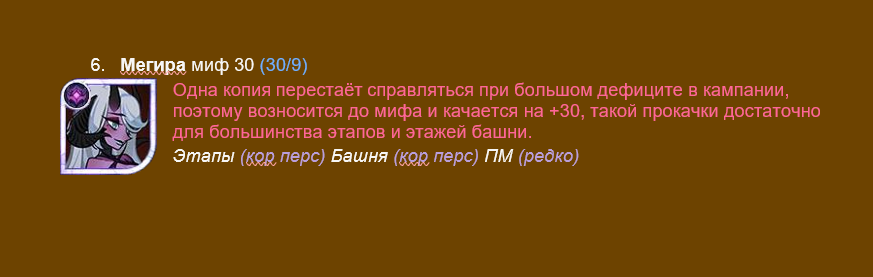 6. Мегира миф 30 (30/9)
Одна копия перестаёт справляться при большом дефиците в кампании,
поэтому возносится до мифа и качается на +30, такой прокачки достаточно
для большинства этапов и этажей башни.
Этапы (кор перс) Башня (кор перс) ПМ (редко)